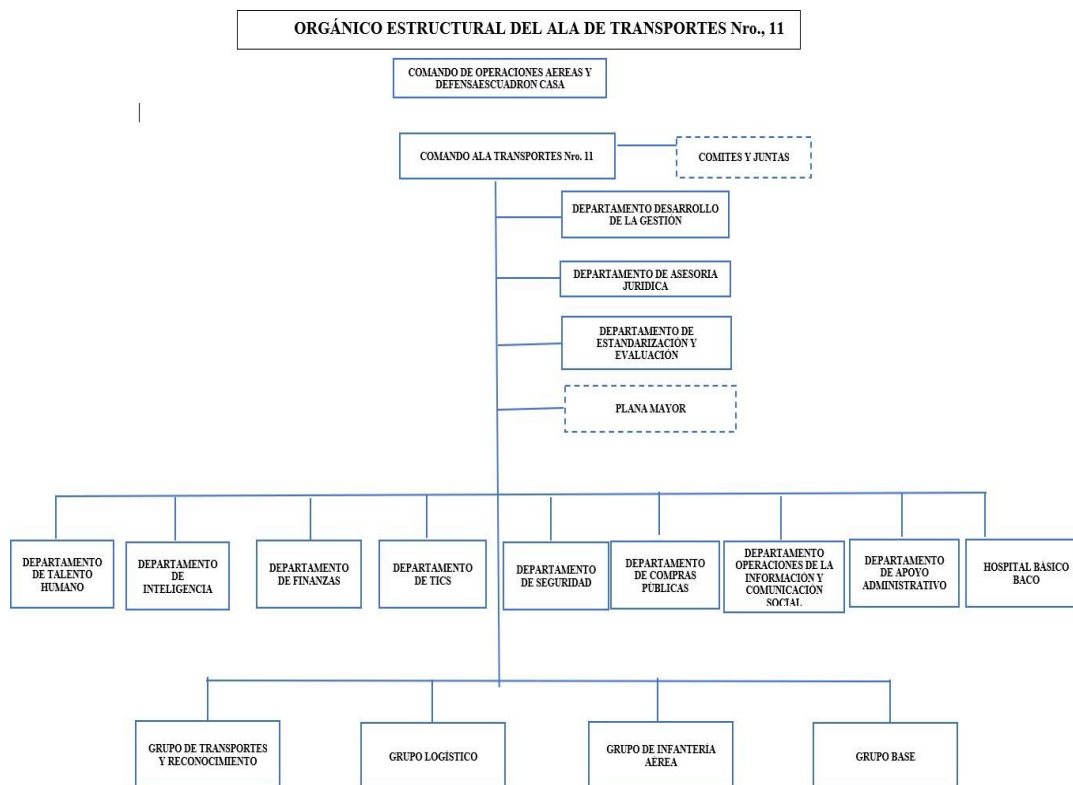 ORGÁNICO ESTRUCTURAL DEL ALA DE TRANSPORTES Nro., 11
COMANDO DE OPERACIONES AEREAS Y
DEFENSAESCUADRON CASA
COMANDO ALA TRANSPORTES Nro. 11
COMITES Y JUNTAS
DEPARTAMENTO DESARROLLO
DE LA GESTIÓN
DEPARTAMENTO DE ASESORIA
JURIDICA
DEPARTAMENTO DE
ESTANDARIZACIÓN Y
EVALUACIÓN
PLANA MAYOR
DEPARTAMENTO
DE TALENTO
HUMANO
DEPARTAMENTO
DE
INTELIGENCIA
DEPARTAMENTO
DE FINANZAS
DEPARTAMENTO
DE TICS
DEPARTAMENTO
DE SEGURIDAD
DEPARTAMENTO
DE COMPRAS
PÚBLICAS
DEPARTAMENTO
OPERACIONES DE LA
INFORMACIÓN Y
COMUNICACIÓN
SOCIAL
DEPARTAMENTO
DE APOYO
ADMINISTRATIVO
HOSPITAL BÁSICO
BACO
GRUPO DE TRANSPORTES
Y RECONOCIMIENTO
GRUPO LOGÍSTICO
GRUPO DE INFANTERÍA
AÉREA
GRUPO BASE